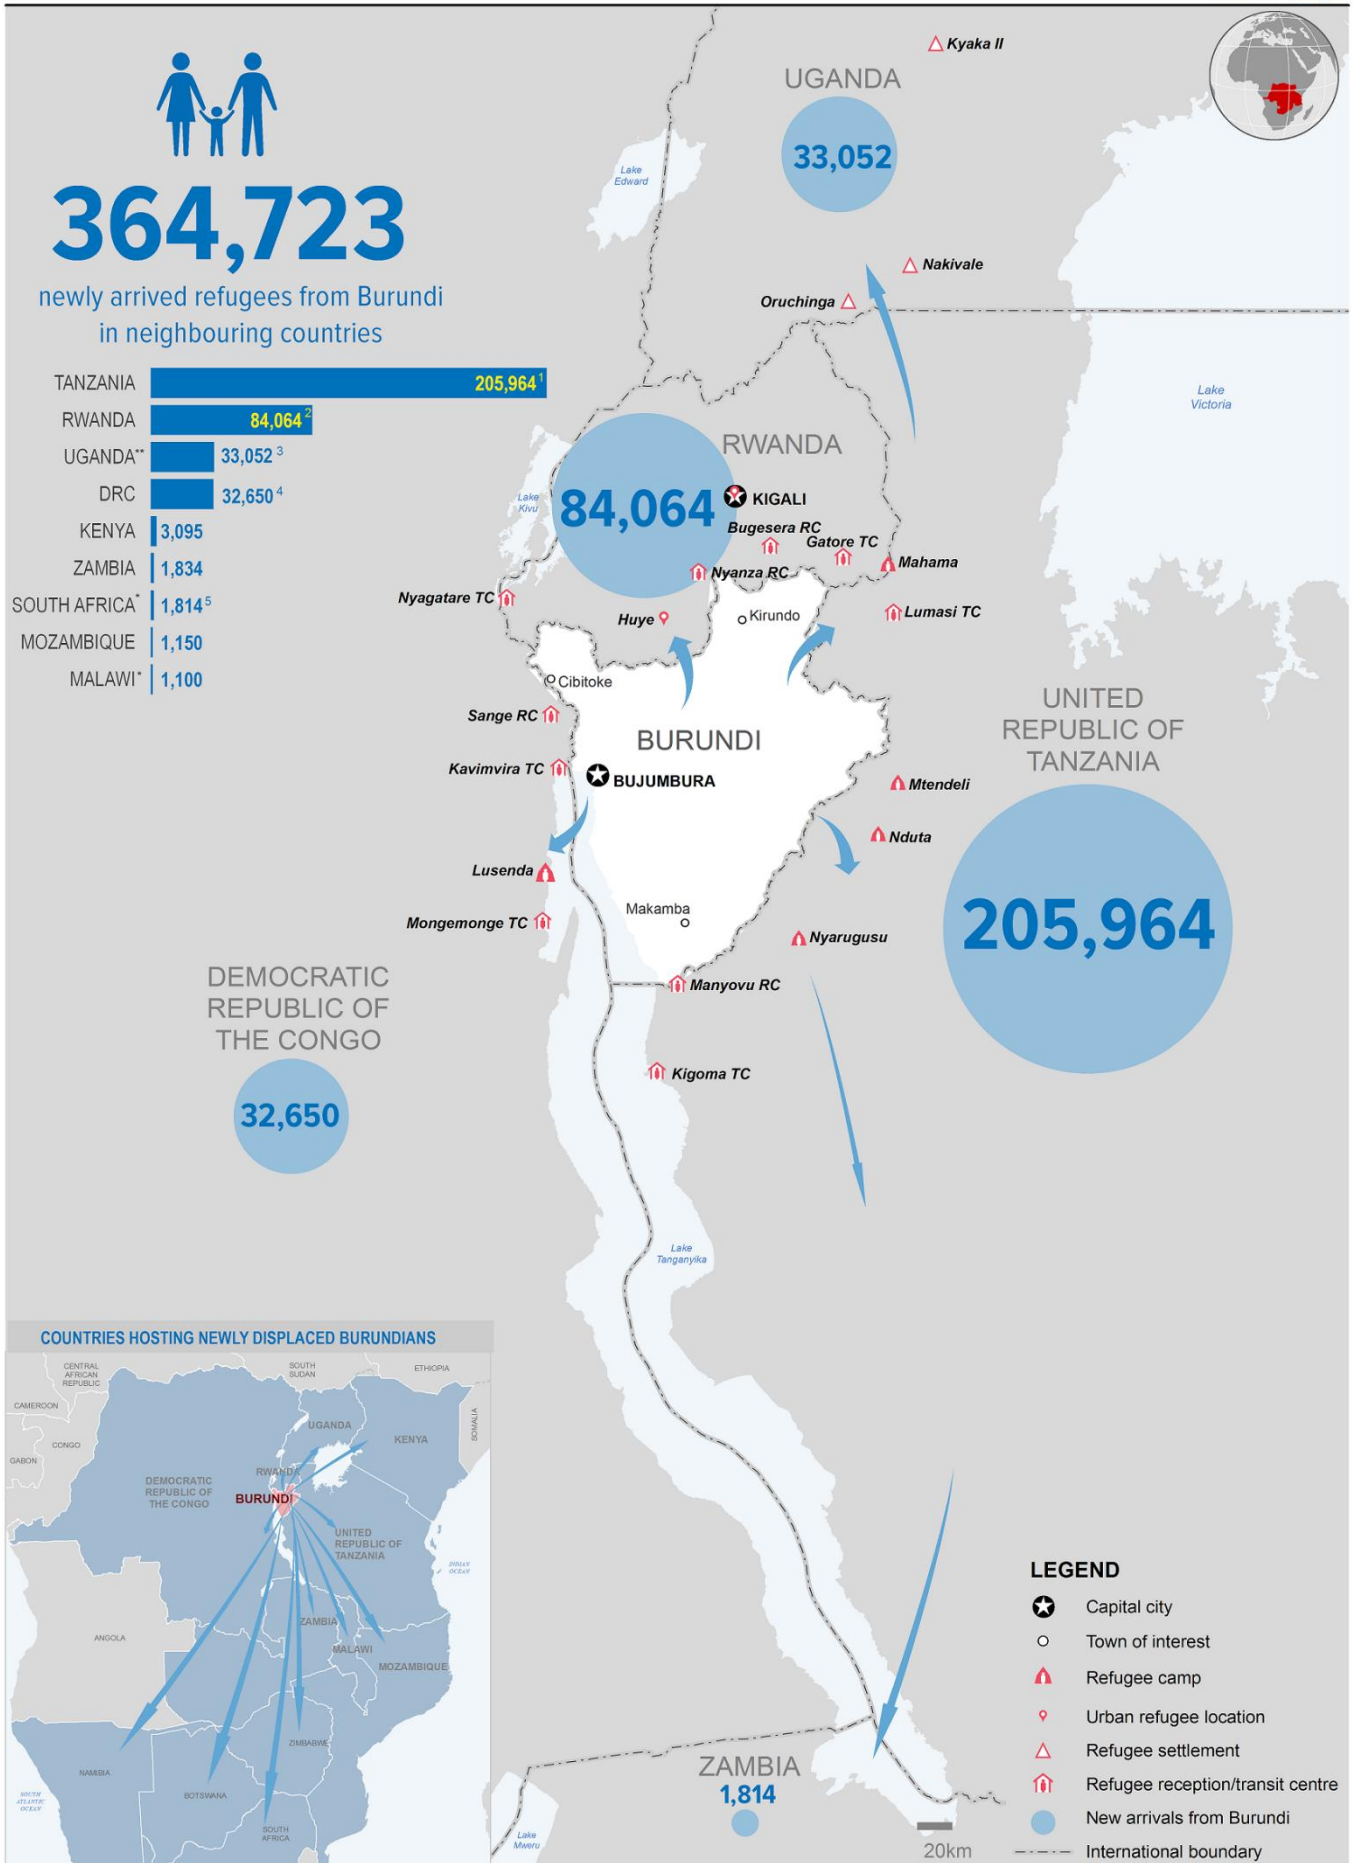 364,723
newly arrived refugees from Burundi
in neighbouring countries
TANZANIA 205,964 1
RWANDA 84,064 2
UGANDA** 33,052 3
DRC 32,650 4
KENYA 3,095
ZAMBIA 1,834
SOUTH AFRICA* 1,814 5
MOZAMBIQUE 1,150
MALAWI* 1,100
Kyaka II
UGANDA
33,052
Lake
Edward
Nakivale
Oruchinga
Lake
Victoria
RWANDA
84,064
KIGALI
Lake
Kivu
Bugesera RC
Gatore TC
Mahama
Nyanza RC
Nyagatare TC
Lumasi TC
Huye
Kirundo
Cibitoke
Sange RC
BURUNDI
UNITED
REPUBLIC OF
TANZANIA
Kavimvira TC
BUJUMBURA
Mtendeli
Nduta
Lusenda
205,964
Makamba
Mongemonge TC
Nyarugusu
DEMOCRATIC
REPUBLIC OF
THE CONGO
Manyovu RC
Kigoma TC
32,650
Lake
Tanganyika
COUNTRIES HOSTING NEWLY DISPLACED BURUNDIANS
CENTRAL
AFRICAN
REPUBLIC
SOUTH
SUDAN
ETHIOPIA
CAMEROON
UGANDA
SOMALIA
KENYA
CONGO
GABON
RWANDA
DEMOCRATIC
REPUBLIC OF
THE CONGO
BURUNDI
UNITED
REPUBLIC OF
TANZANIA
INDIAN
OCEAN
ANGOLA
ZAMBIA
MALAWI
MOZAMBIQUE
ZIMBABWE
NAMIBIA
BOTSWANA
SOUTH
ATLANTIC
OCEAN
SOUTH
AFRICA
ZAMBIA
1,814
Lake
Mweru
20km
LEGEND
Capital city
Town of interest
Refugee camp
Urban refugee location
Refugee settlement
Refugee reception/transit centre
New arrivals from Burundi
International boundary